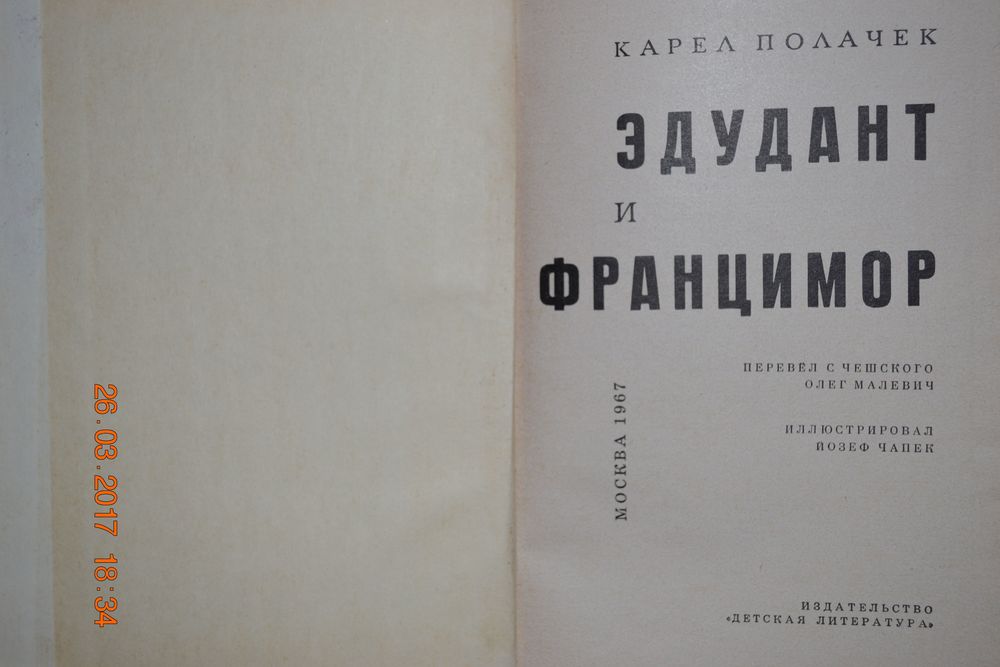 КАРЕЛ ПОЛАЧЕК
ЭДУДАНТ
И
ФРАНЦИМОР
ПЕРЕВЁЛ С ЧЕШСКОГО
ОЛЕГ МАЛЕВИЧ
ИЛЛЮСТРИРОВАЛ
ЙОЗЕФ ЧАПЕК
МОСКВА 1967
ИЗДАТЕЛЬСТВО
«ДЕТСКАЯ ЛИТЕРАТУРА»
26.03.2017 18:34